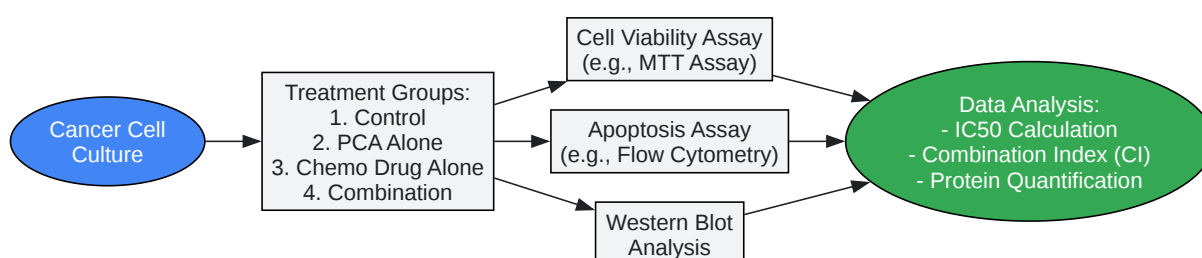 Cancer Cell
Culture
Treatment Groups:
1. Control
2. PCA Alone
3. Chemo Drug Alone
4. Combination
Cell Viability Assay
(e.g., MTT Assay)
Apoptosis Assay
(e.g., Flow Cytometry)
Western Blot
Analysis
Data Analysis:
- IC50 Calculation
- Combination Index (CI)
- Protein Quantification